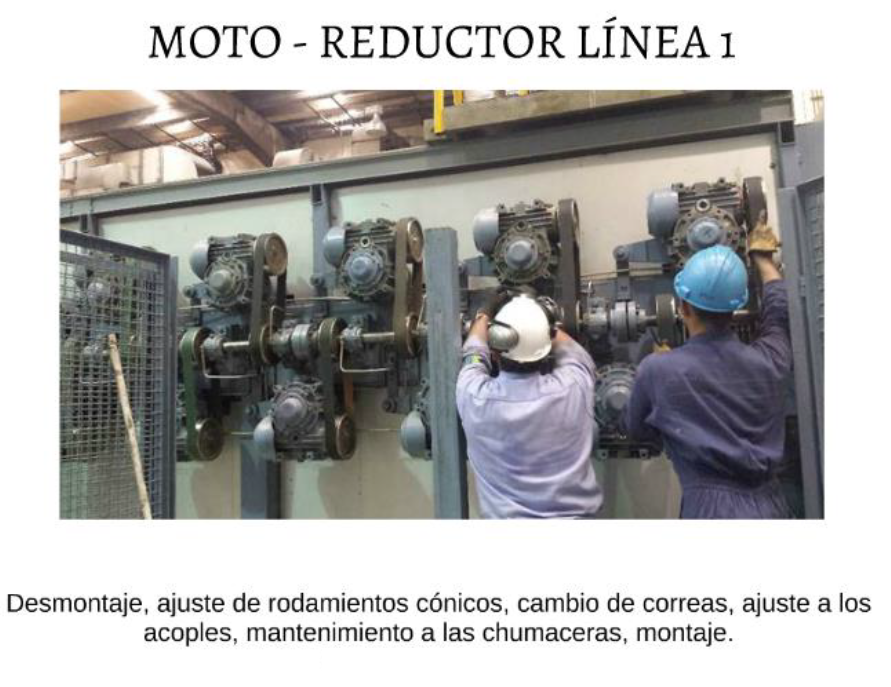 MOTO - REDUCTOR LÍNEA 1
Desmontaje, ajuste de rodamientos cónicos, cambio de correas, ajuste a los
acoples, mantenimiento a las chumaceras, montaje.